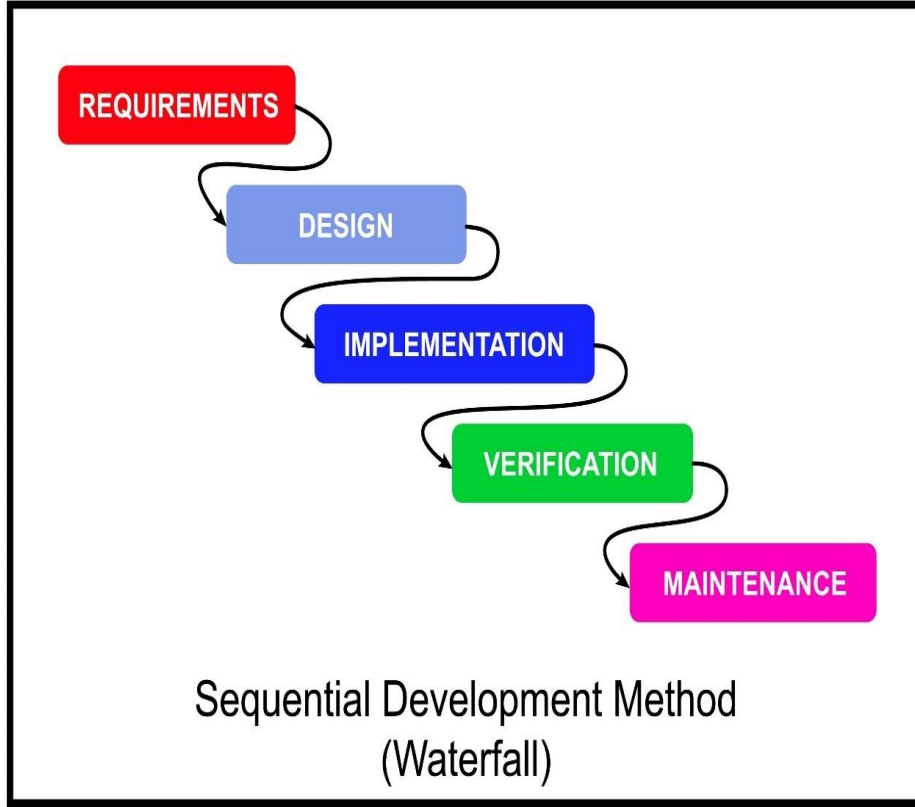 REQUIREMENTS
DESIGN
IMPLEMENTATION
VERIFICATION
MAINTENANCE
Sequential Development Method
(Waterfall)